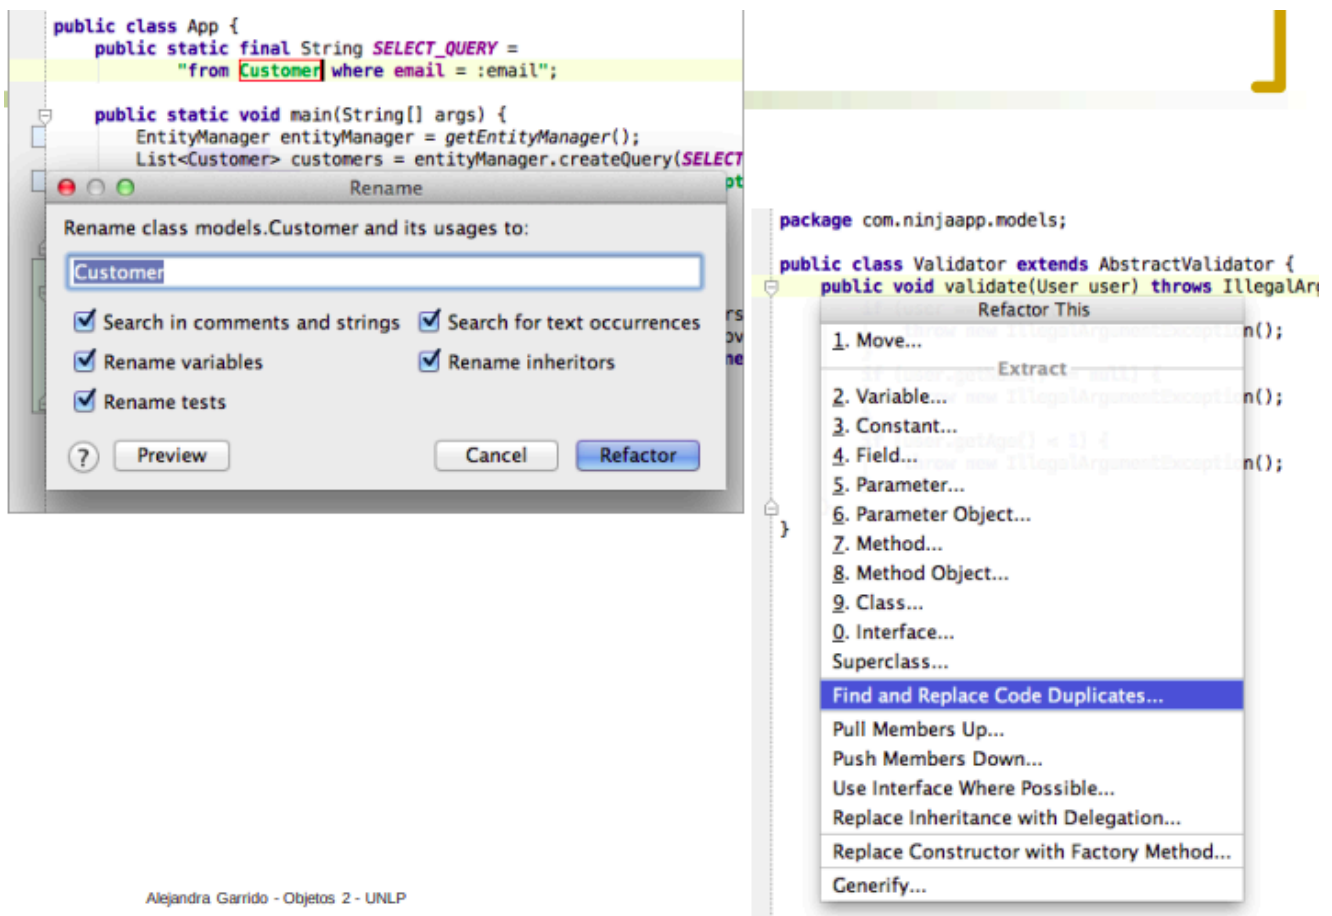 public class App {
public static final String SELECT_QUERY =
"from Customer where email = :email";
public static void main(String[] args) {
EntityManager entityManager = getEntityManager();
List<Customer> customers = entityManager.createQuery(SELECT
pt
Rename
Rename class models.Customer and its usages to:
Customer
Search in comments and strings
Search for text occurrences
Rename variables
Rename inheritors
Rename tests
?
Preview
Cancel
Refactor
rs
ov
ne
package com.ninjaapp.models;
public class Validator extends AbstractValidator {
public void validate(User user) throws IllegalAr
Refactor This
n();
1. Move...
Extract
2. Variable...
n();
3. Constant...
4. Field...
n();
5. Parameter...
6. Parameter Object...
}
7. Method...
8. Method Object...
9. Class...
0. Interface...
Superclass...
Find and Replace Code Duplicates...
Pull Members Up...
Push Members Down...
Use Interface Where Possible...
Replace Inheritance with Delegation...
Replace Constructor with Factory Method...
Generify...
Alejandra Garrido - Objetos 2 - UNLP